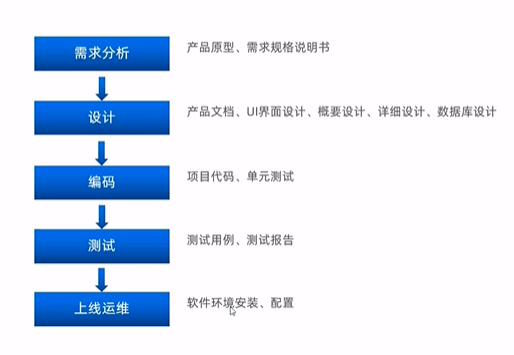 需求分析
产品原型、需求规格说明书
设计
产品文档、UI界面设计、概要设计、详细设计、数据库设计
编码
项目代码、单元测试
测试
测试用例、测试报告
上线运维
软件环境安装、配置